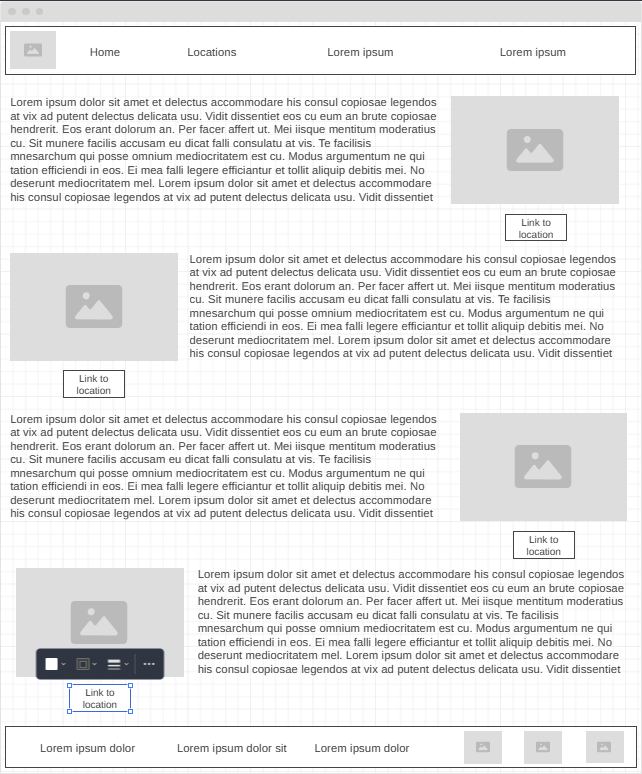 Home Locations Lorem ipsum Lorem ipsum
Lorem ipsum dolor sit amet et delectus accommodare his consul copiosae legendos
at vix ad putent delectus delicata usu. Vidit dissentiet eos cu eum an brute copiosae
hendrerit. Eos erant dolorum an. Per facer affert ut. Mei iisque mentitum moderatius
cu. Sit munere facilis accusam eu dicat falli consulatu at vis. Te facilisis
mnesarchum qui posse omnium mediocritatem est cu. Modus argumentum ne qui
tation efficiendi in eos. Ei mea falli legere efficiantur et tollit aliquip debitis mei. No
deserunt mediocritatem mel. Lorem ipsum dolor sit amet et delectus accommodare
his consul copiosae legendos at vix ad putent delectus delicata usu. Vidit dissentiet
Link to
location
Lorem ipsum dolor sit amet et delectus accommodare his consul copiosae legendos
at vix ad putent delectus delicata usu. Vidit dissentiet eos cu eum an brute copiosae
hendrerit. Eos erant dolorum an. Per facer affert ut. Mei iisque mentitum moderatius
cu. Sit munere facilis accusam eu dicat falli consulatu at vis. Te facilisis
mnesarchum qui posse omnium mediocritatem est cu. Modus argumentum ne qui
tation efficiendi in eos. Ei mea falli legere efficiantur et tollit aliquip debitis mei. No
deserunt mediocritatem mel. Lorem ipsum dolor sit amet et delectus accommodare
his consul copiosae legendos at vix ad putent delectus delicata usu. Vidit dissentiet
Link to
location
Lorem ipsum dolor sit amet et delectus accommodare his consul copiosae legendos
at vix ad putent delectus delicata usu. Vidit dissentiet eos cu eum an brute copiosae
hendrerit. Eos erant dolorum an. Per facer affert ut. Mei iisque mentitum moderatius
cu. Sit munere facilis accusam eu dicat falli consulatu at vis. Te facilisis
mnesarchum qui posse omnium mediocritatem est cu. Modus argumentum ne qui
tation efficiendi in eos. Ei mea falli legere efficiantur et tollit aliquip debitis mei. No
deserunt mediocritatem mel. Lorem ipsum dolor sit amet et delectus accommodare
his consul copiosae legendos at vix ad putent delectus delicata usu. Vidit dissentiet
Link to
location
Lorem ipsum dolor sit amet et delectus accommodare his consul copiosae legendos
at vix ad putent delectus delicata usu. Vidit dissentiet eos cu eum an brute copiosae
hendrerit. Eos erant dolorum an. Per facer affert ut. Mei iisque mentitum moderatius
cu. Sit munere facilis accusam eu dicat falli consulatu at vis. Te facilisis
mnesarchum qui posse omnium mediocritatem est cu. Modus argumentum ne qui
tation efficiendi in eos. Ei mea falli legere efficiantur et tollit aliquip debitis mei. No
deserunt mediocritatem mel. Lorem ipsum dolor sit amet et delectus accommodare
his consul copiosae legendos at vix ad putent delectus delicata usu. Vidit dissentiet
Link to
location
Lorem ipsum dolor Lorem ipsum dolor sit Lorem ipsum dolor